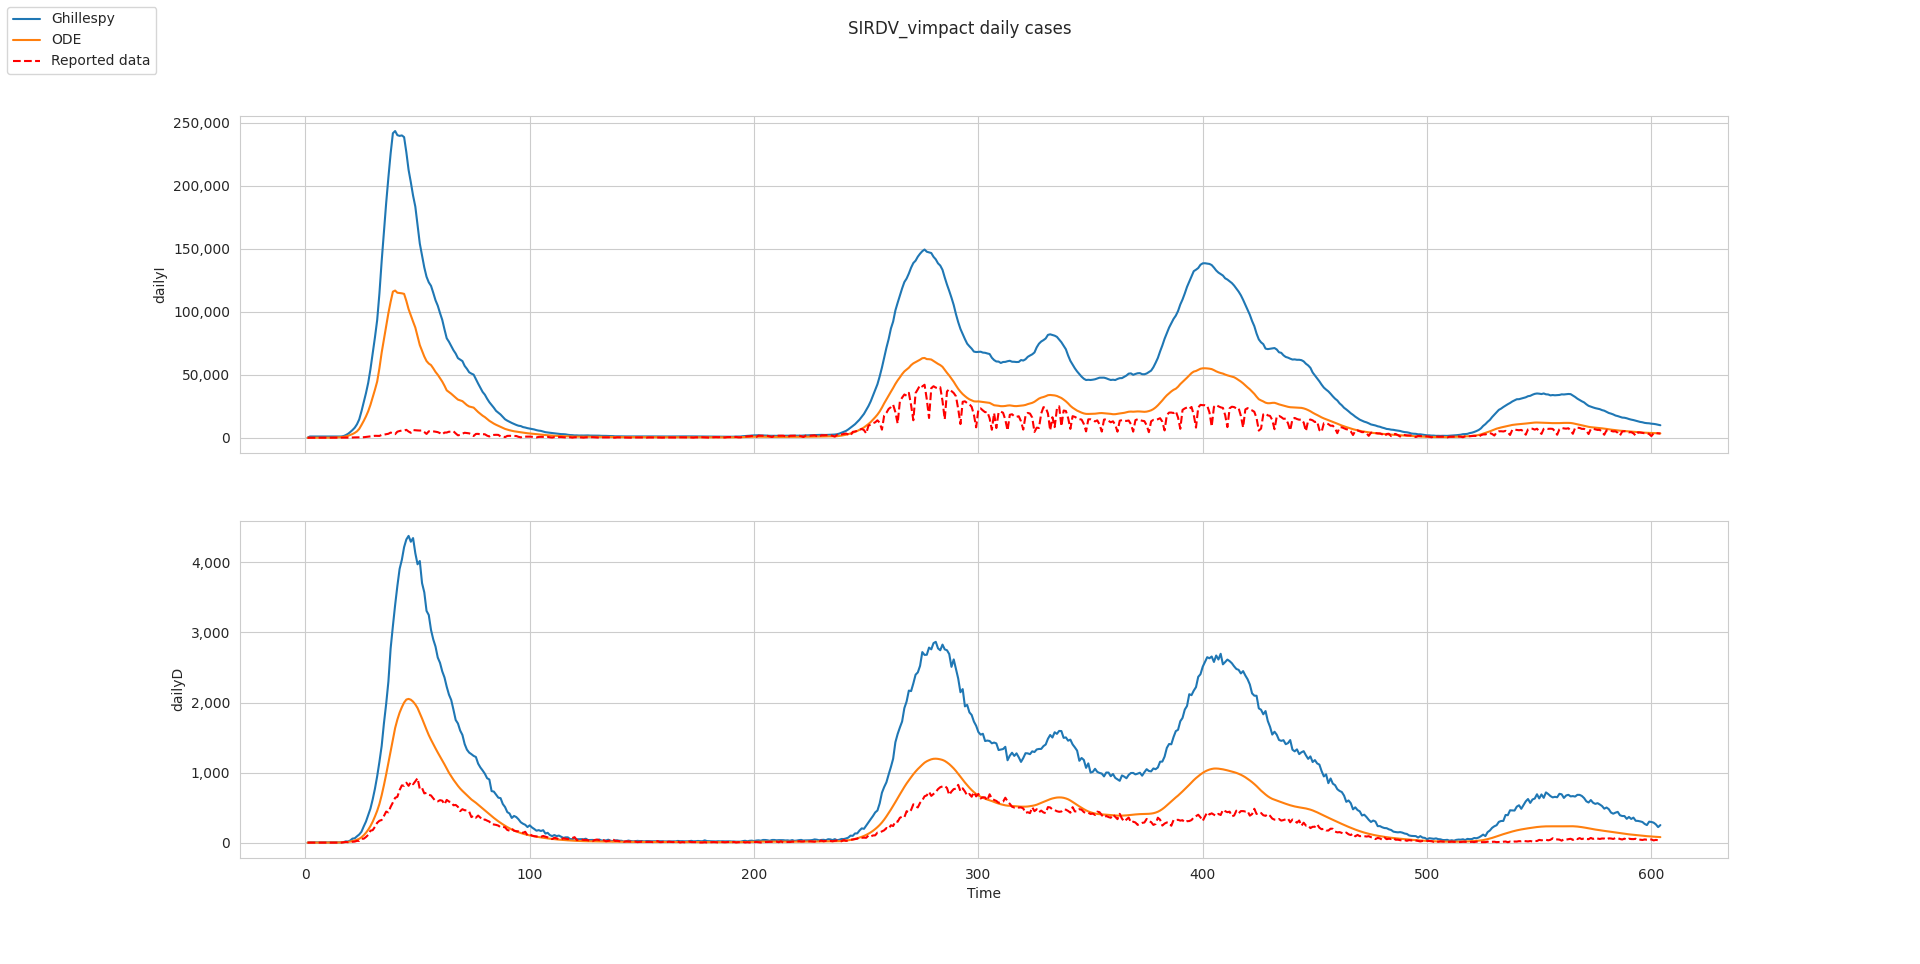 Ghillespy
ODE
Reported data
SIRDV_vimpact daily cases
250,000
200,000
150,000
100,000
50,000
0
dailyI
4,000
3,000
2,000
1,000
0
dailyD
0 100 200 300 400 500 600
Time